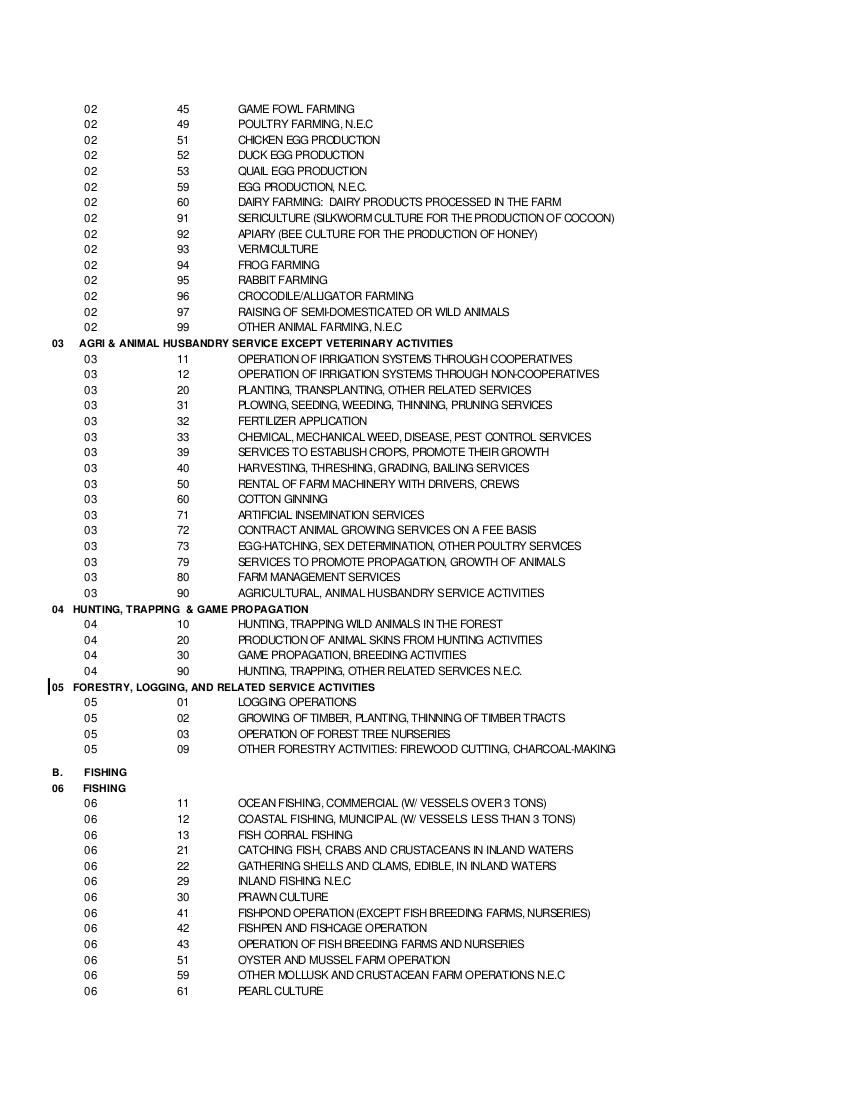 02 45 GAME FOWL FARMING
02 49 POULTRY FARMING, N.E.C
02 51 CHICKEN EGG PRODUCTION
02 52 DUCK EGG PRODUCTION
02 53 QUAIL EGG PRODUCTION
02 59 EGG PRODUCTION, N.E.C.
02 60 DAIRY FARMING: DAIRY PRODUCTS PROCESSED IN THE FARM
02 91 SERICULTURE (SILKWORM CULTURE FOR THE PRODUCTION OF COCOON)
02 92 APIARY (BEE CULTURE FOR THE PRODUCTION OF HONEY)
02 93 VERMICULTURE
02 94 FROG FARMING
02 95 RABBIT FARMING
02 96 CROCODILE/ALLIGATOR FARMING
02 97 RAISING OF SEMI-DOMESTICATED OR WILD ANIMALS
02 99 OTHER ANIMAL FARMING, N.E.C
03 AGRI & ANIMAL HUSBANDRY SERVICE EXCEPT VETERINARY ACTIVITIES
03 11 OPERATION OF IRRIGATION SYSTEMS THROUGH COOPERATIVES
03 12 OPERATION OF IRRIGATION SYSTEMS THROUGH NON-COOPERATIVES
03 20 PLANTING, TRANSPLANTING, OTHER RELATED SERVICES
03 31 PLOWING, SEEDING, WEEDING, THINNING, PRUNING SERVICES
03 32 FERTILIZER APPLICATION
03 33 CHEMICAL, MECHANICAL WEED, DISEASE, PEST CONTROL SERVICES
03 39 SERVICES TO ESTABLISH CROPS, PROMOTE THEIR GROWTH
03 40 HARVESTING, THRESHING, GRADING, BAILING SERVICES
03 50 RENTAL OF FARM MACHINERY WITH DRIVERS, CREWS
03 60 COTTON GINNING
03 71 ARTIFICIAL INSEMINATION SERVICES
03 72 CONTRACT ANIMAL GROWING SERVICES ON A FEE BASIS
03 73 EGG-HATCHING, SEX DETERMINATION, OTHER POULTRY SERVICES
03 79 SERVICES TO PROMOTE PROPAGATION, GROWTH OF ANIMALS
03 80 FARM MANAGEMENT SERVICES
03 90 AGRICULTURAL, ANIMAL HUSBANDRY SERVICE ACTIVITIES
04 HUNTING, TRAPPING & GAME PROPAGATION
04 10 HUNTING, TRAPPING WILD ANIMALS IN THE FOREST
04 20 PRODUCTION OF ANIMAL SKINS FROM HUNTING ACTIVITIES
04 30 GAME PROPAGATION, BREEDING ACTIVITIES
04 90 HUNTING, TRAPPING, OTHER RELATED SERVICES N.E.C.
05 FORESTRY, LOGGING, AND RELATED SERVICE ACTIVITIES
05 01 LOGGING OPERATIONS
05 02 GROWING OF TIMBER, PLANTING, THINNING OF TIMBER TRACTS
05 03 OPERATION OF FOREST TREE NURSERIES
05 09 OTHER FORESTRY ACTIVITIES: FIREWOOD CUTTING, CHARCOAL-MAKING
B. FISHING
06 FISHING
06 11 OCEAN FISHING, COMMERCIAL (W/ VESSELS OVER 3 TONS)
06 12 COASTAL FISHING, MUNICIPAL (W/ VESSELS LESS THAN 3 TONS)
06 13 FISH CORRAL FISHING
06 21 CATCHING FISH, CRABS AND CRUSTACEANS IN INLAND WATERS
06 22 GATHERING SHELLS AND CLAMS, EDIBLE, IN INLAND WATERS
06 29 INLAND FISHING N.E.C
06 30 PRAWN CULTURE
06 41 FISHPOND OPERATION (EXCEPT FISH BREEDING FARMS, NURSERIES)
06 42 FISHPEN AND FISHCAGE OPERATION
06 43 OPERATION OF FISH BREEDING FARMS AND NURSERIES
06 51 OYSTER AND MUSSEL FARM OPERATION
06 59 OTHER MOLLUSK AND CRUSTACEAN FARM OPERATIONS N.E.C
06 61 PEARL CULTURE